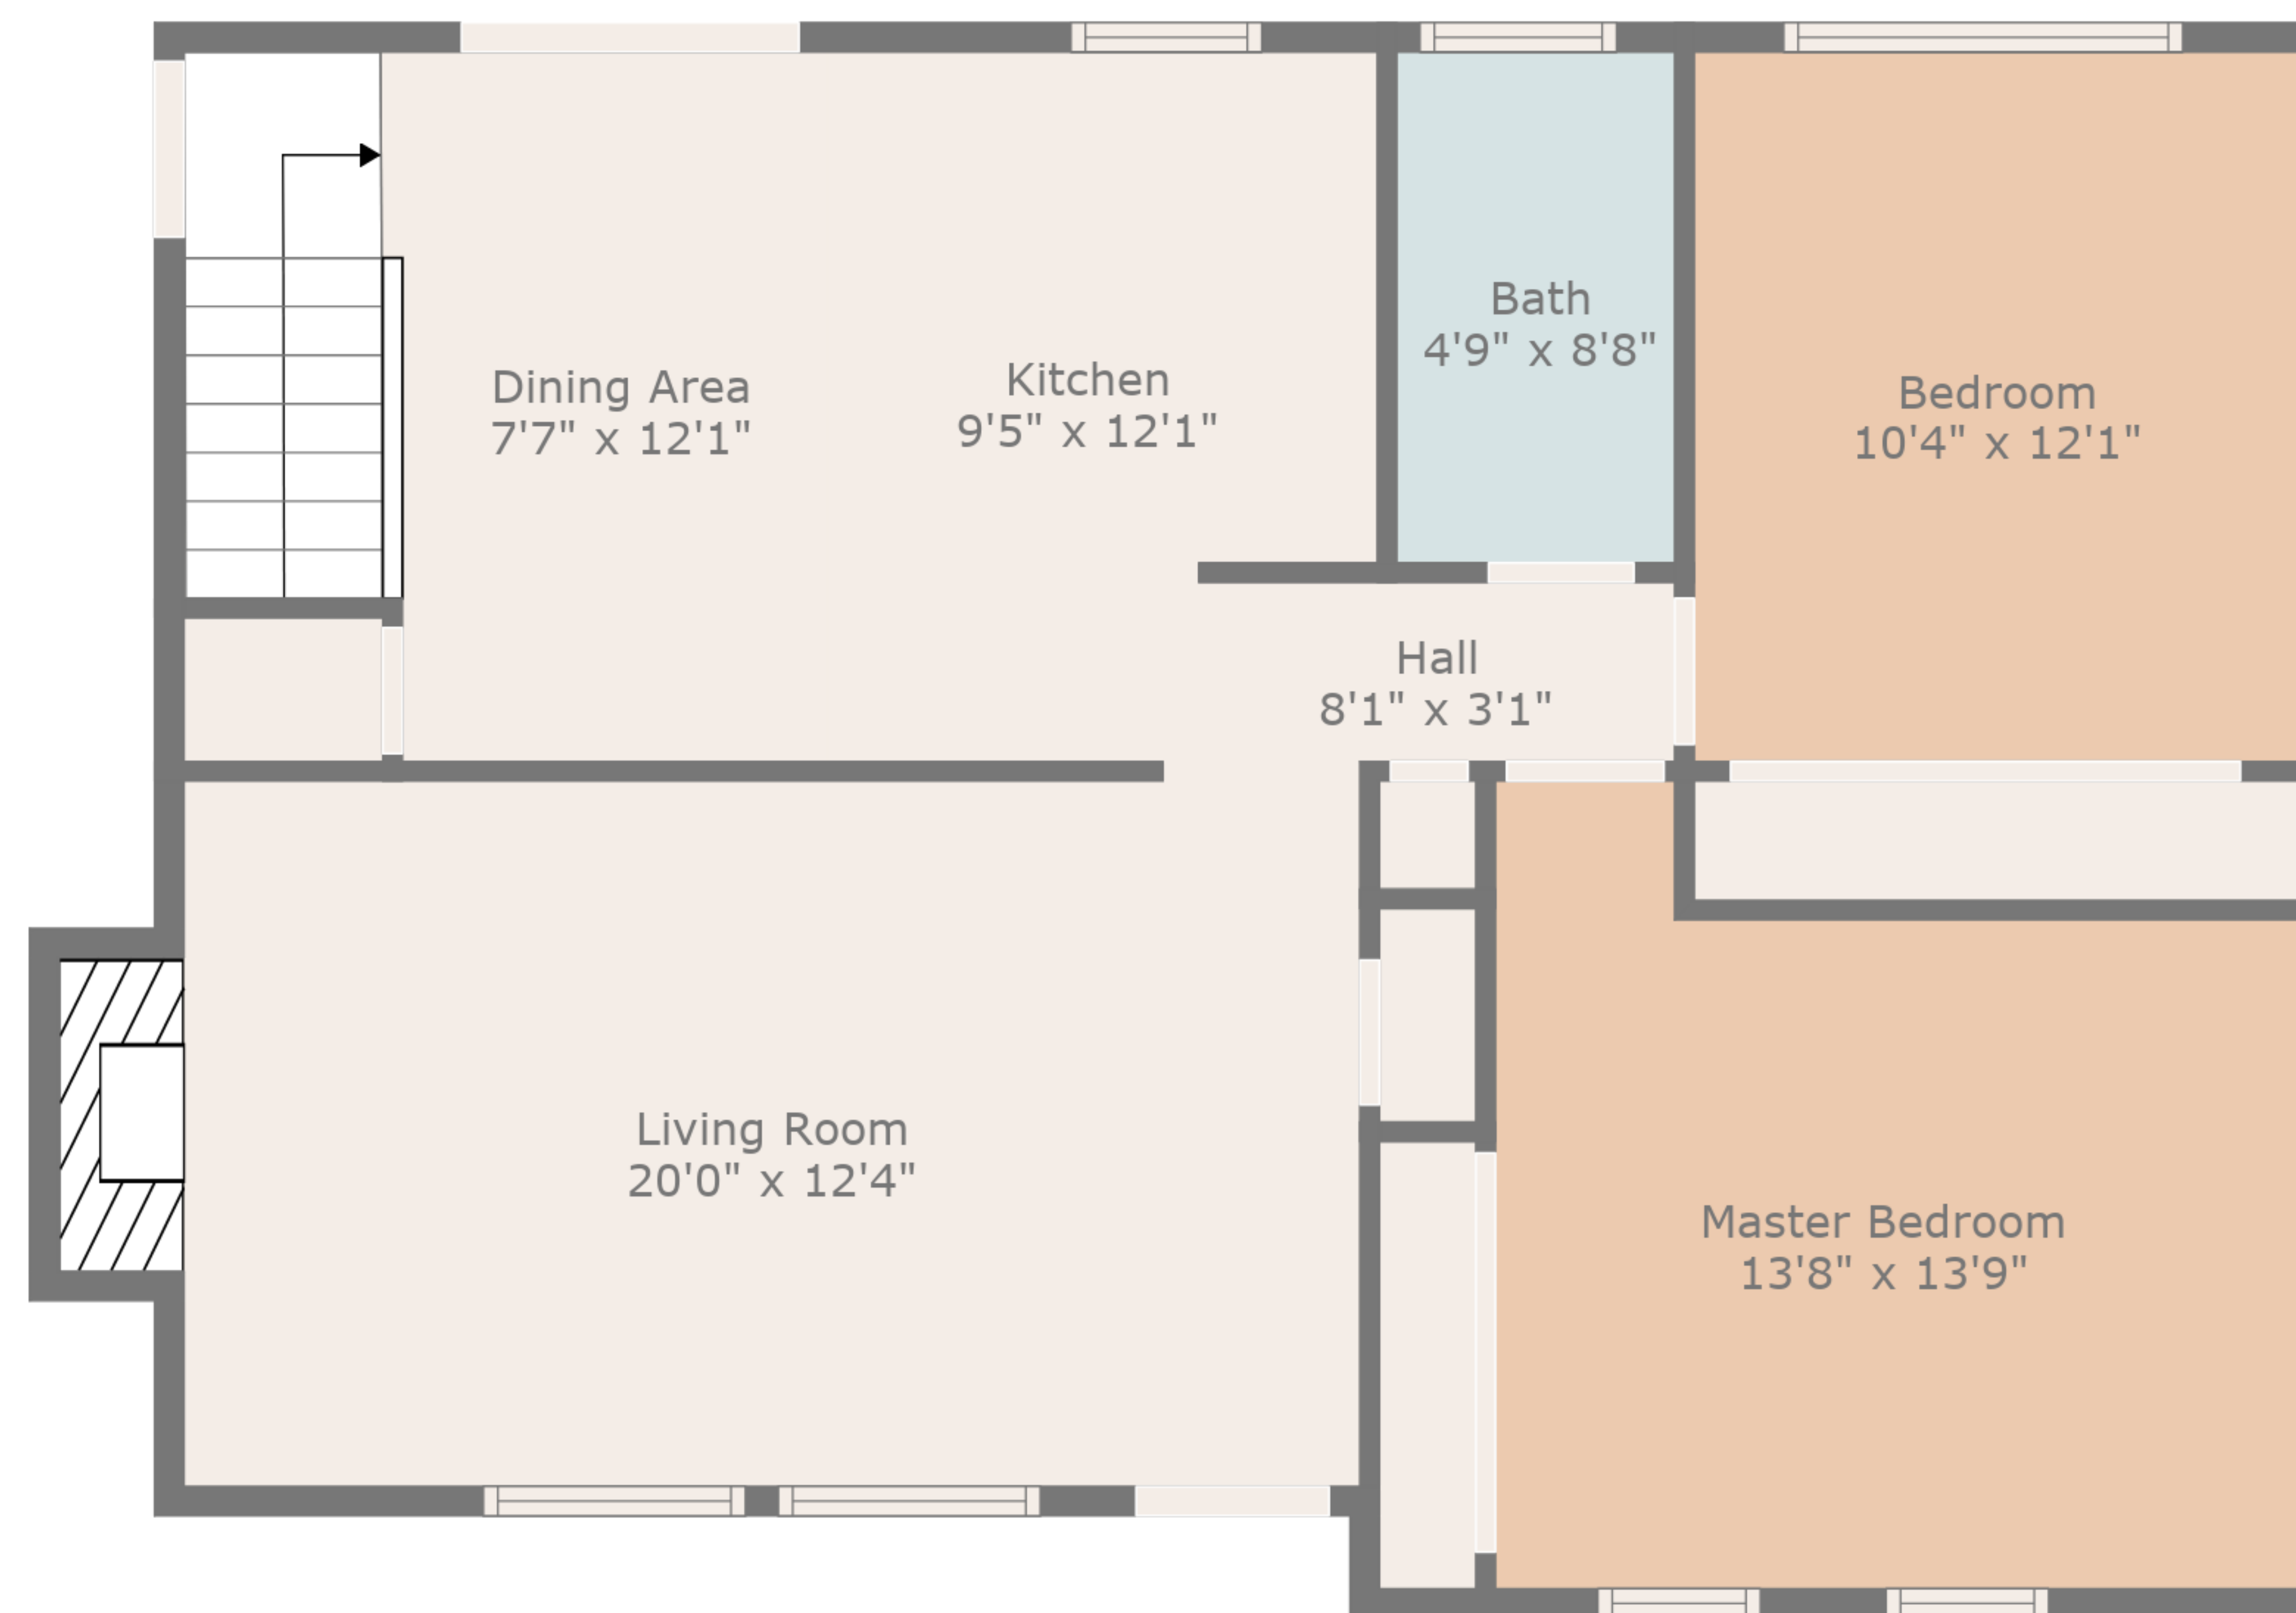 Dining Area
7'7" x 12'1"
Kitchen
9'5" x 12'1"
Bath
4'9" x 8'8"
Bedroom
10'4" x 12'1"
Hall
8'1" x 3'1"
Living Room
20'0" x 12'4"
Master Bedroom
13'8" x 13'9"